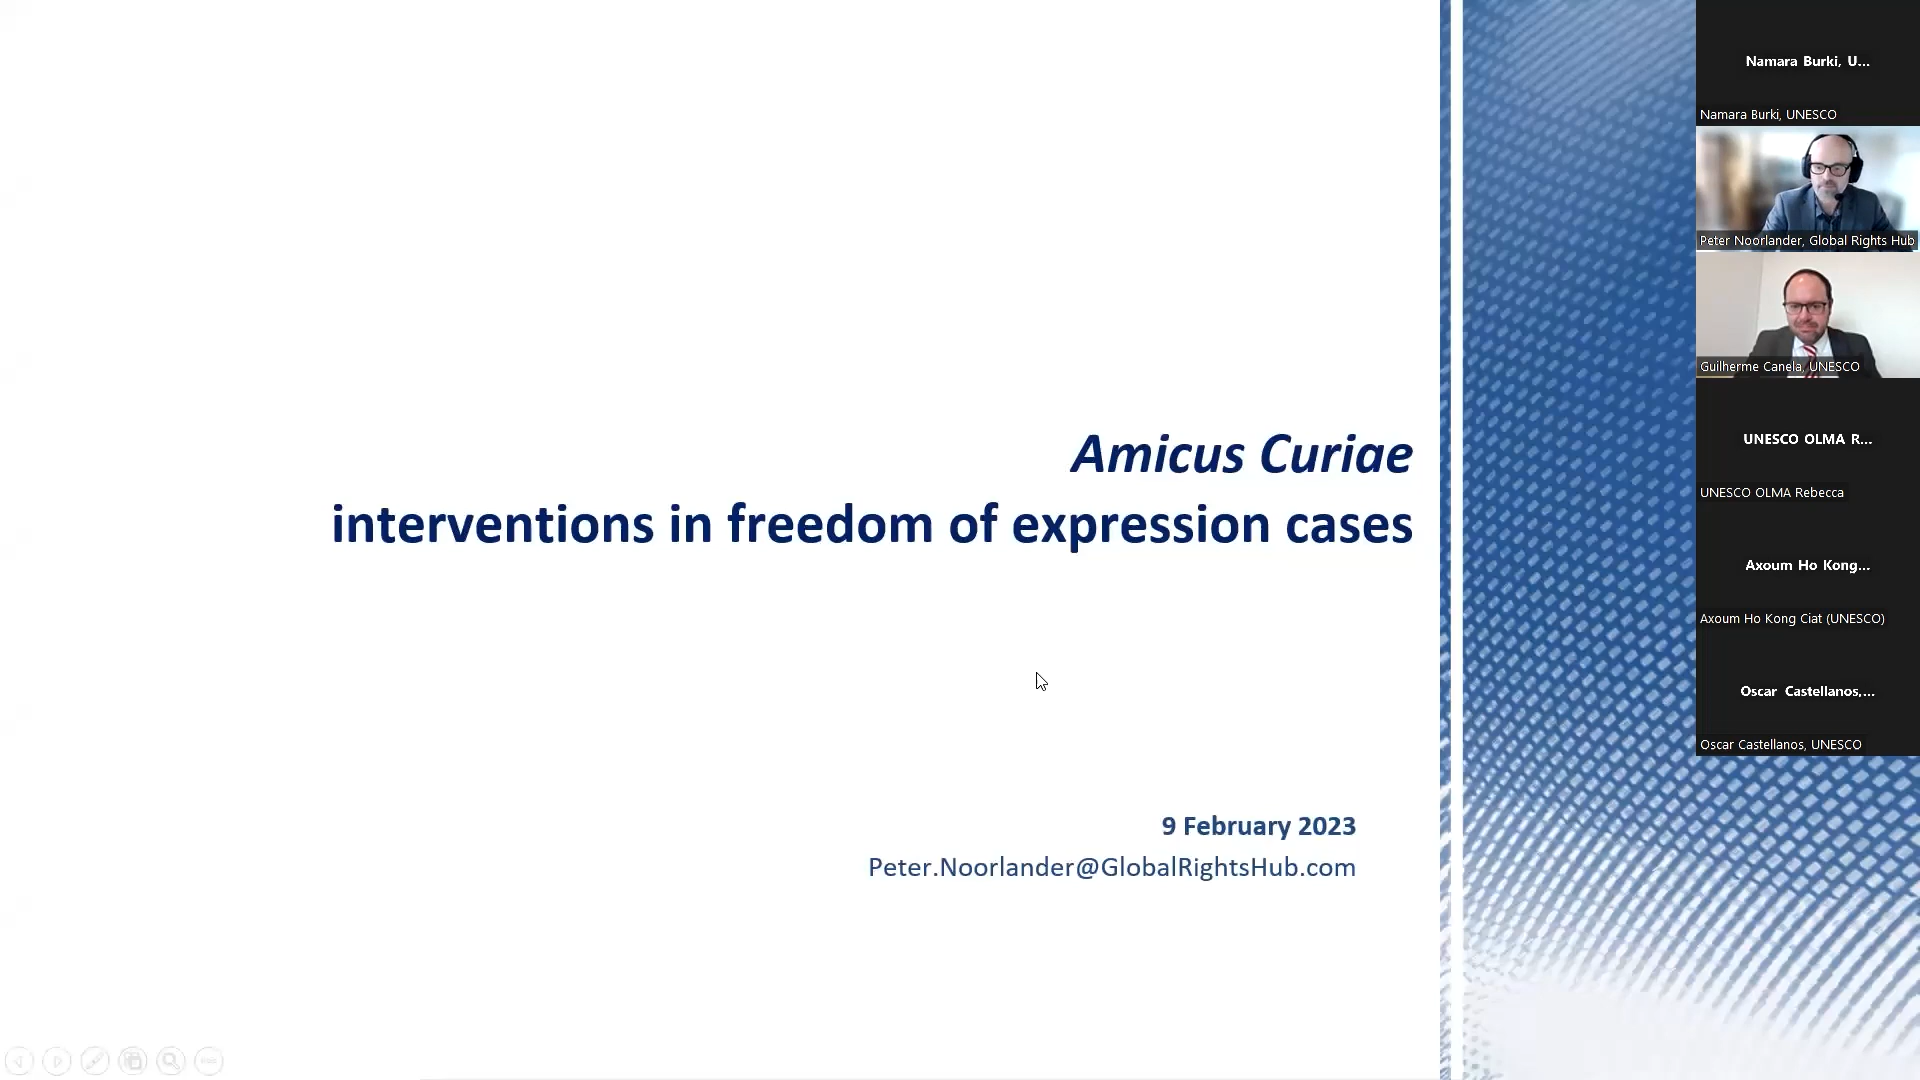 Amicus Curiae
interventions in freedom of expression cases
9 February 2023
Peter.Noorlander@GlobalRightsHub.com
Namara Burki, U...
Namara Burki, UNESCO
Peter Noorlander, Global Rights Hub
Guilherme Canela, UNESCO
UNESCO OLMA R...
UNESCO OLMA Rebecca
Axoum Ho Kong...
Axoum Ho Kong Ciat (UNESCO)
Oscar Castellanos,...
Oscar Castellanos, UNESCO